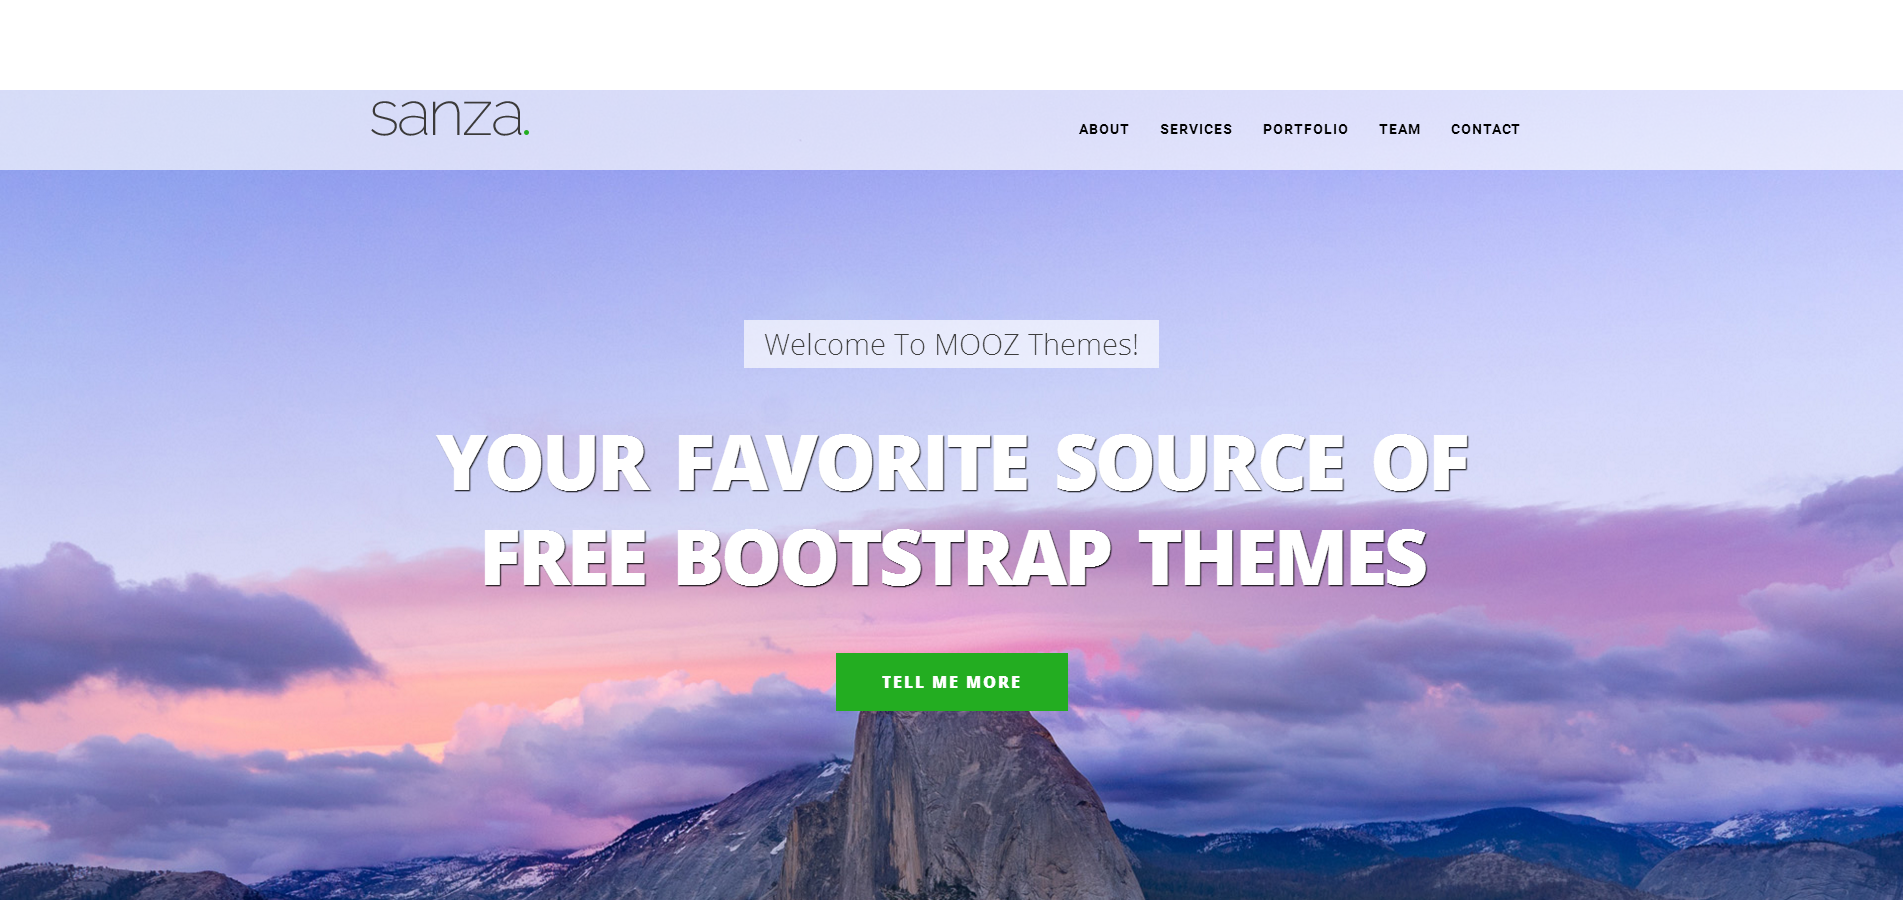 sanza.
ABOUT SERVICES PORTFOLIO TEAM CONTACT
Welcome To MOOZ Themes!
YOUR FAVORITE SOURCE OF
FREE BOOTSTRAP THEMES
TELL ME MORE